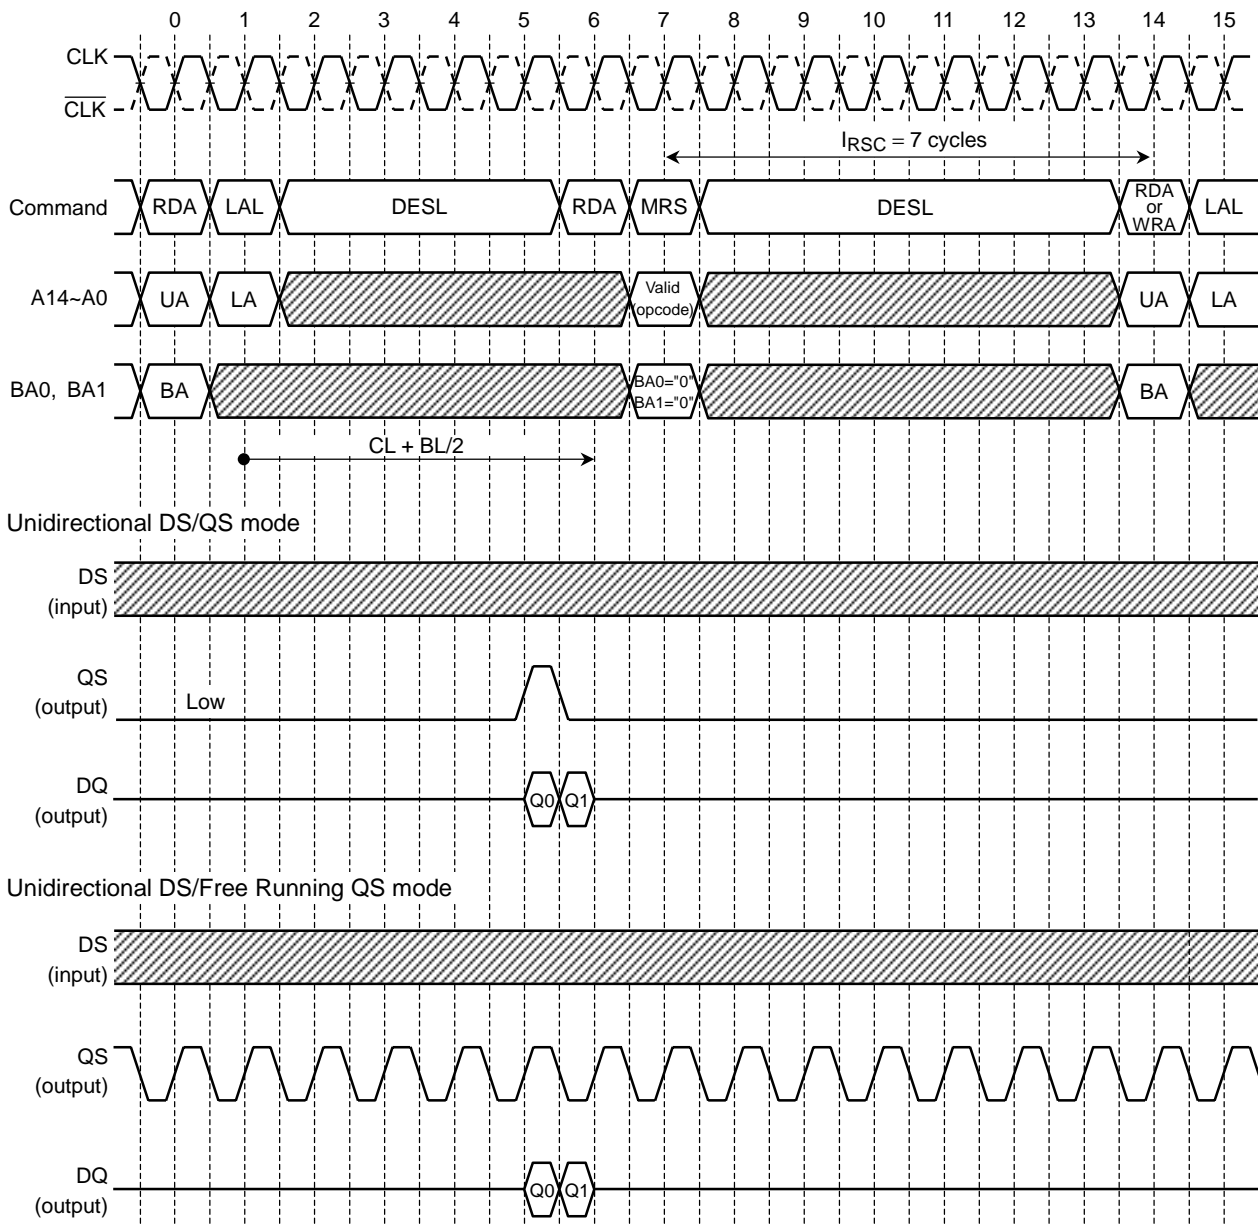 0 1 2 3 4 5 6 7 8 9 10 11 12 13 14 15
CLK
CLK
IRSC = 7 cycles
Command RDA LAL DESL RDA MRS DESL RDA or WRA LAL
A14~A0 UA LA Valid (opcode) UA LA
BA0, BA1 BA BA0="0" BA1="0" BA
CL + BL/2
Unidirectional DS/QS mode
DS
(input)
QS
(output)
Low
DQ
(output)
Q0 Q1
Unidirectional DS/Free Running QS mode
DS
(input)
QS
(output)
DQ
(output)
Q0 Q1